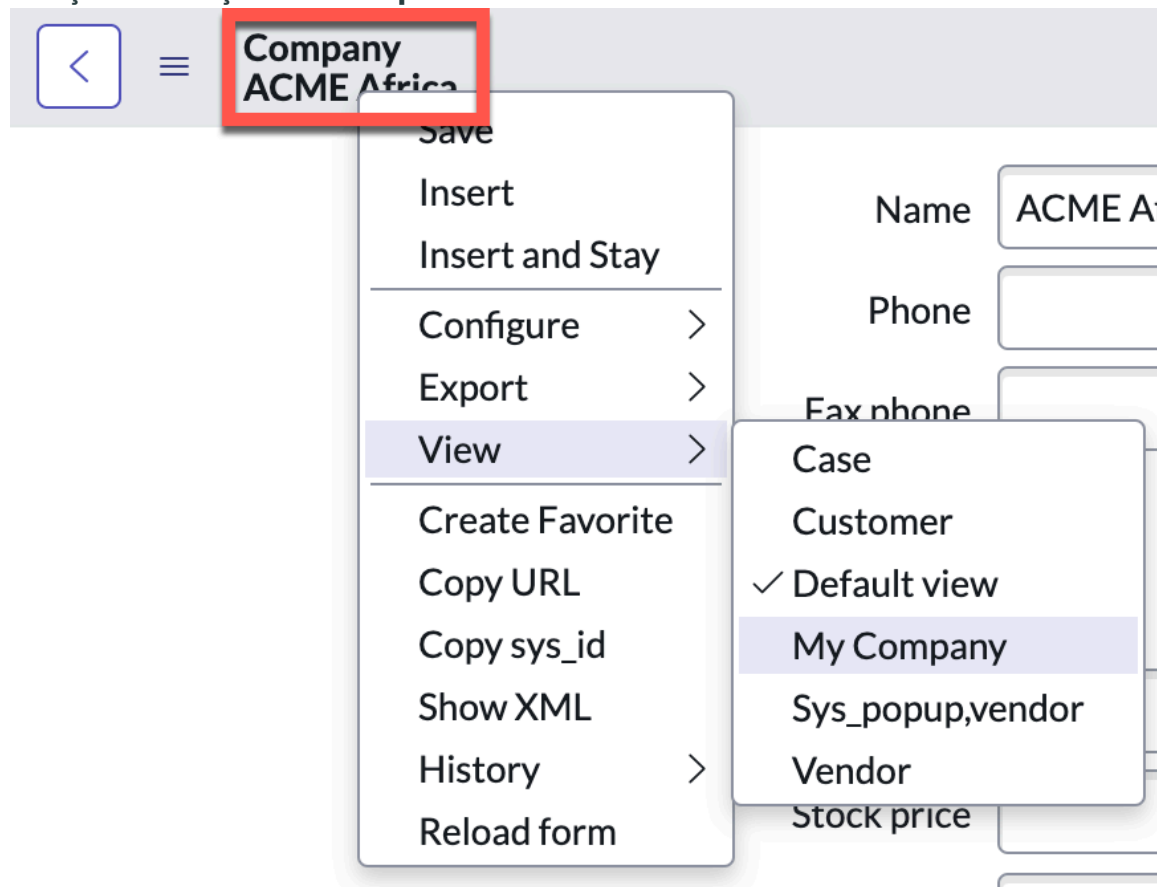 Company
ACME Africa
Save
Insert
Insert and Stay
Configure
Export
View
Create Favorite
Copy URL
Copy sys_id
Show XML
History
Reload form
Case
Customer
Default view
My Company
Sys_popup,vendor
Vendor
Name
ACME
Phone
Fax phone
Stock price